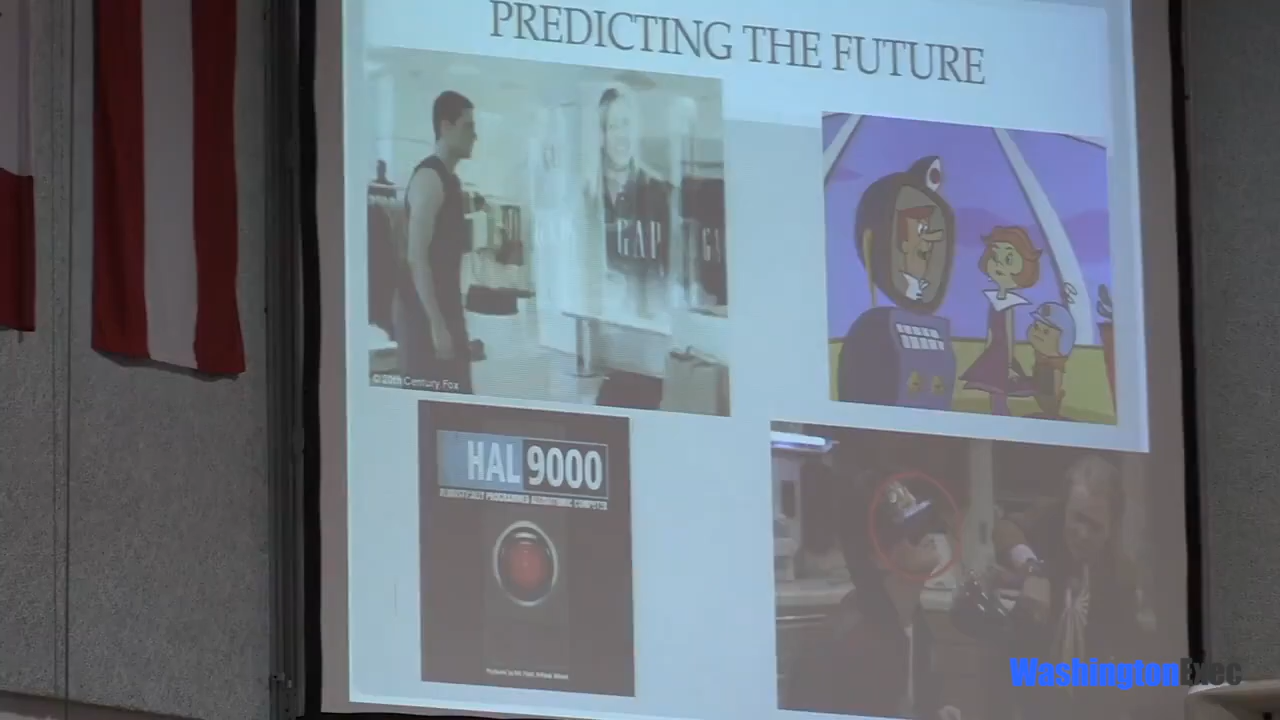 PREDICTING THE FUTURE
GAP
© 20th Century Fox
HAL 9000
WashingtonExec